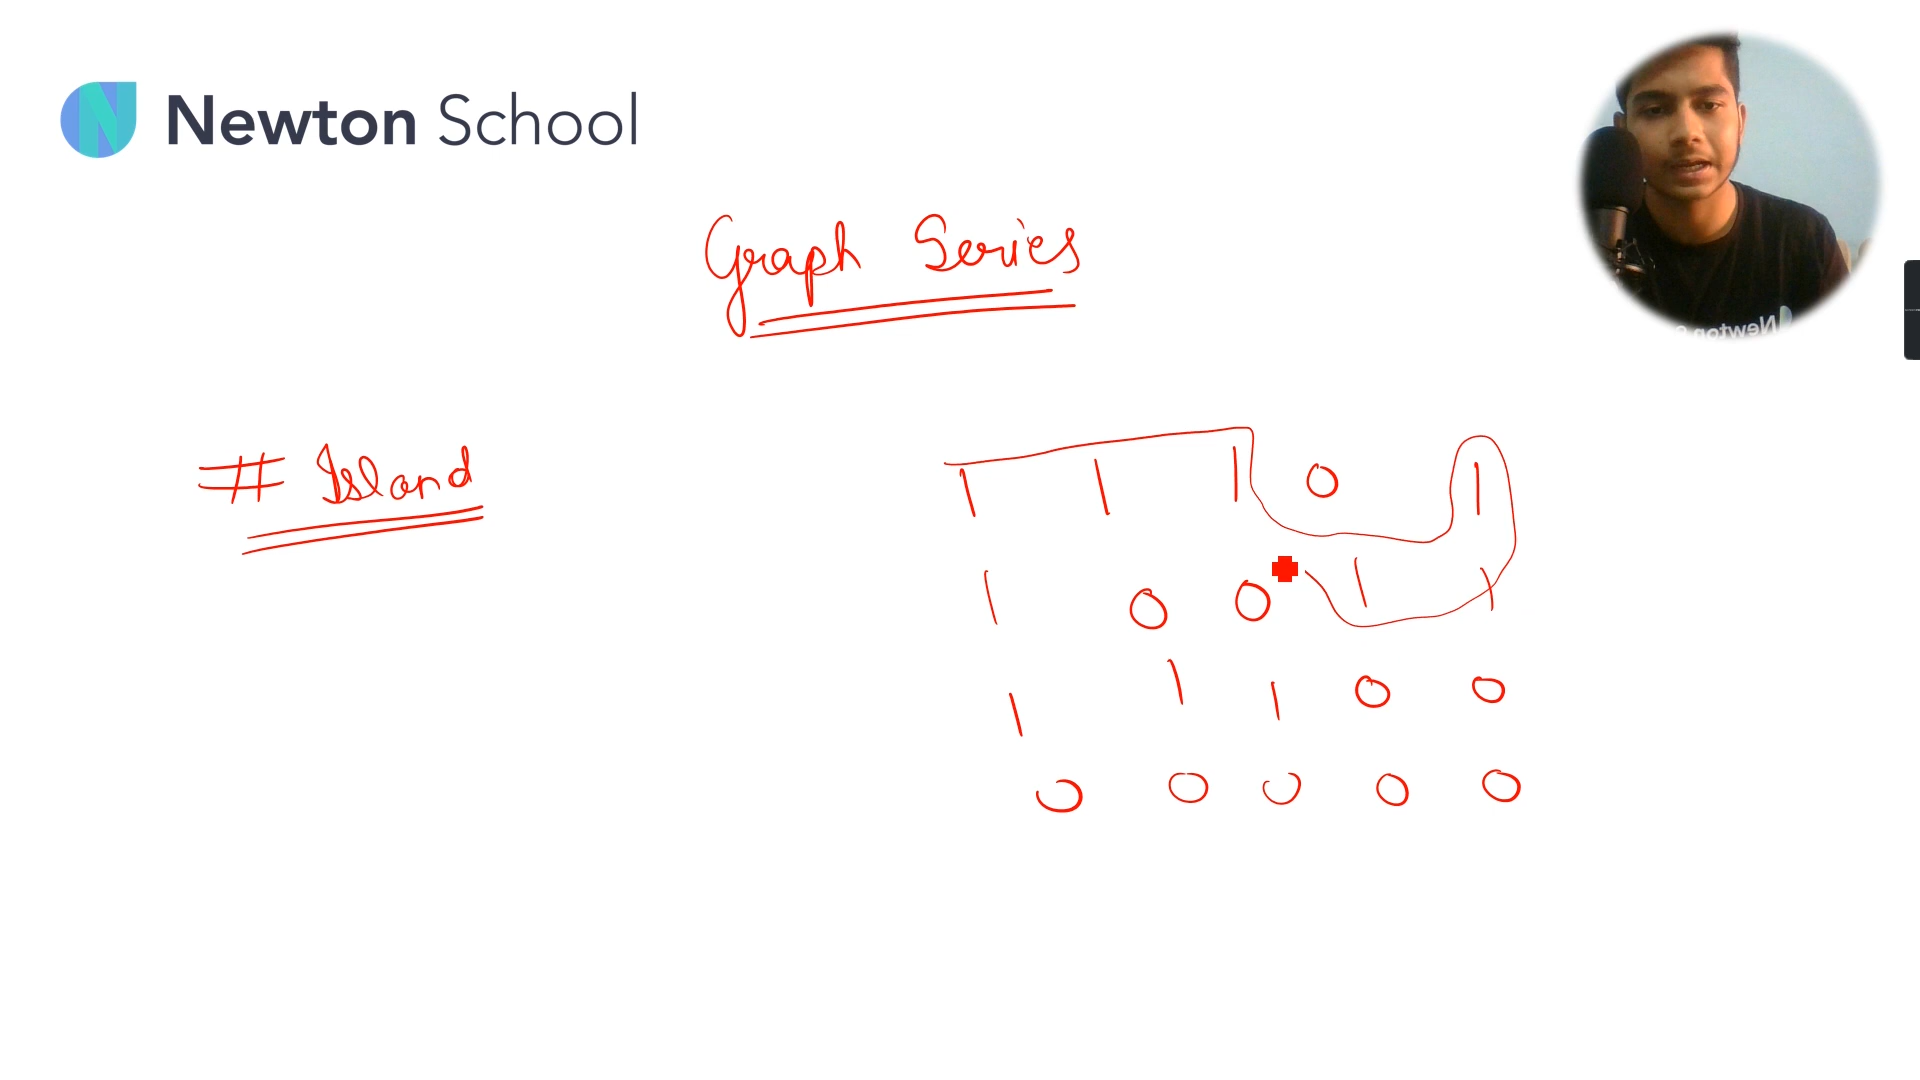 Newton School
Graph Series
# Island
1 1 1 0 1
1 0 0 1 1
1 1 1 0 0
0 0 0 0 0
Newton